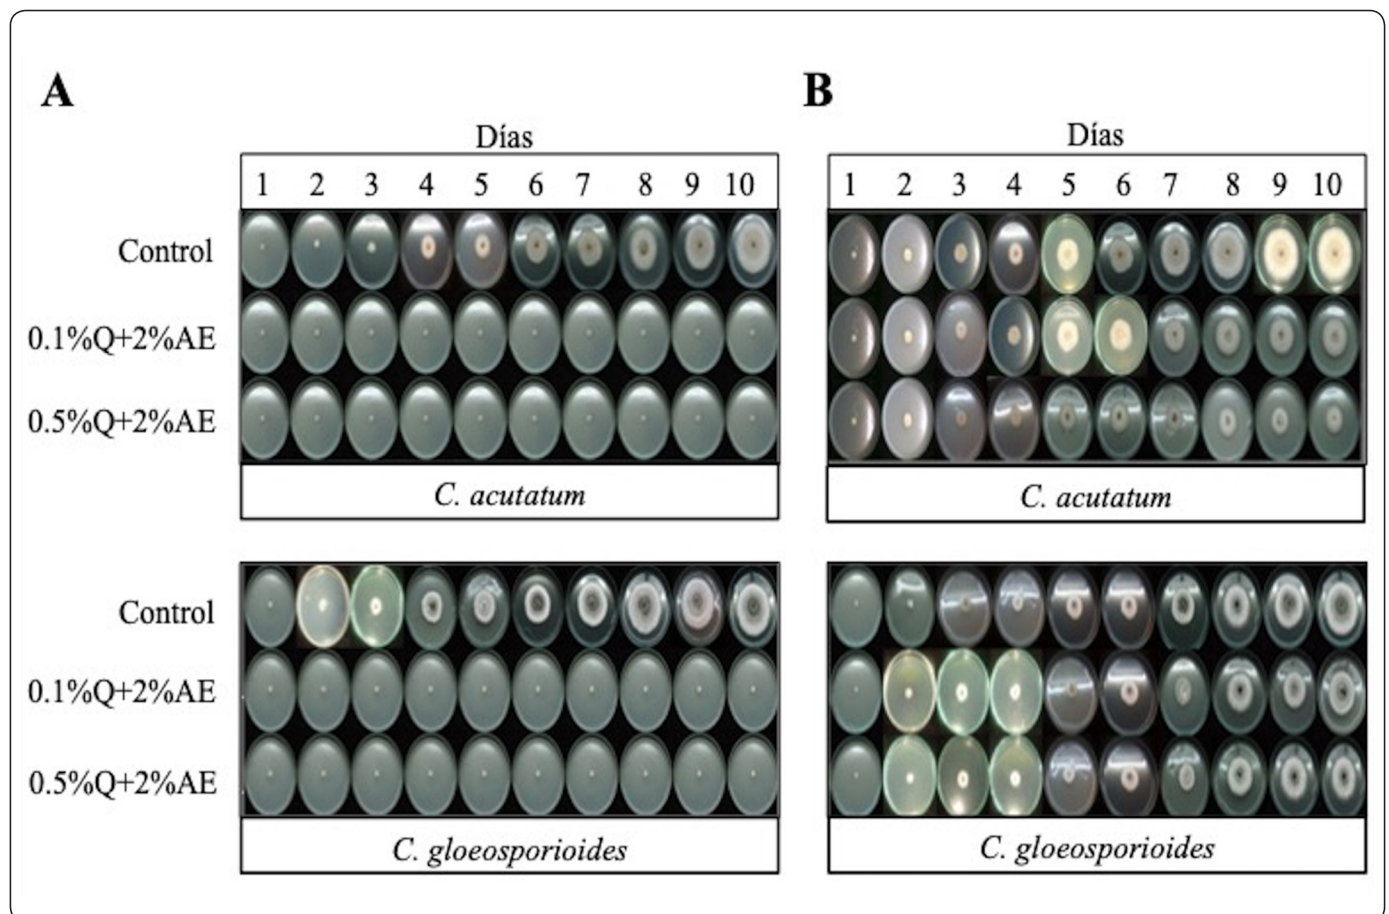 A
Días
1 2 3 4 5 6 7 8 9 10
Control
0.1%Q+2%AE
0.5%Q+2%AE
C. acutatum
Control
0.1%Q+2%AE
0.5%Q+2%AE
C. gloeosporioides
B
Días
1 2 3 4 5 6 7 8 9 10
C. acutatum
C. gloeosporioides